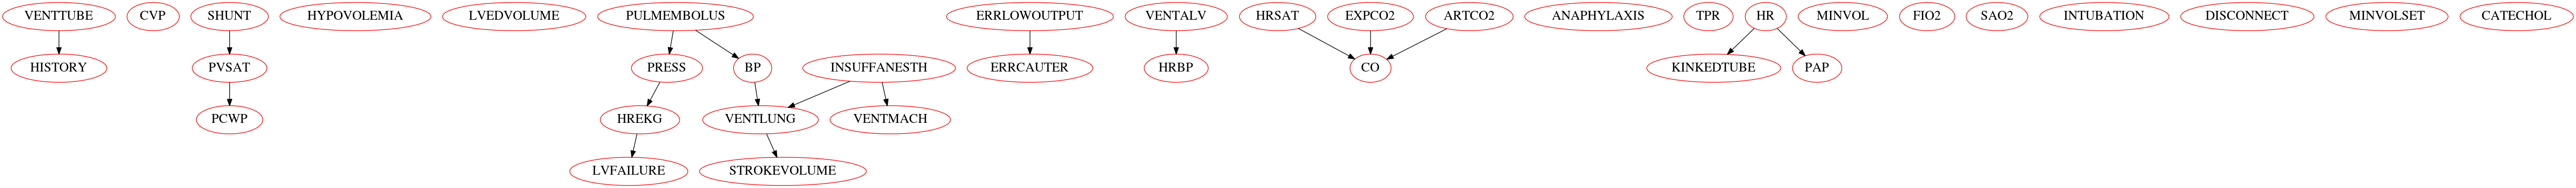 VENTTUBE CVP SHUNT HYPOVOLEMIA LVEDVOLUME PULMEMBOLUS ERRLOWOUTPUT VENTALV HRSAT EXPCO2 ARTCO2 ANAPHYLAXIS TPR HR MINVOL FIO2 SAO2 INTUBATION DISCONNECT MINVOLSET CATECHOL
HISTORY PVSAT PRESS BP INSUFFANESTH ERRCAUTER HRBP CO KINKEDTUBE PAP
PCWP HREKG VENTLUNG VENTMACH
LVFAILURE STROKEVOLUME